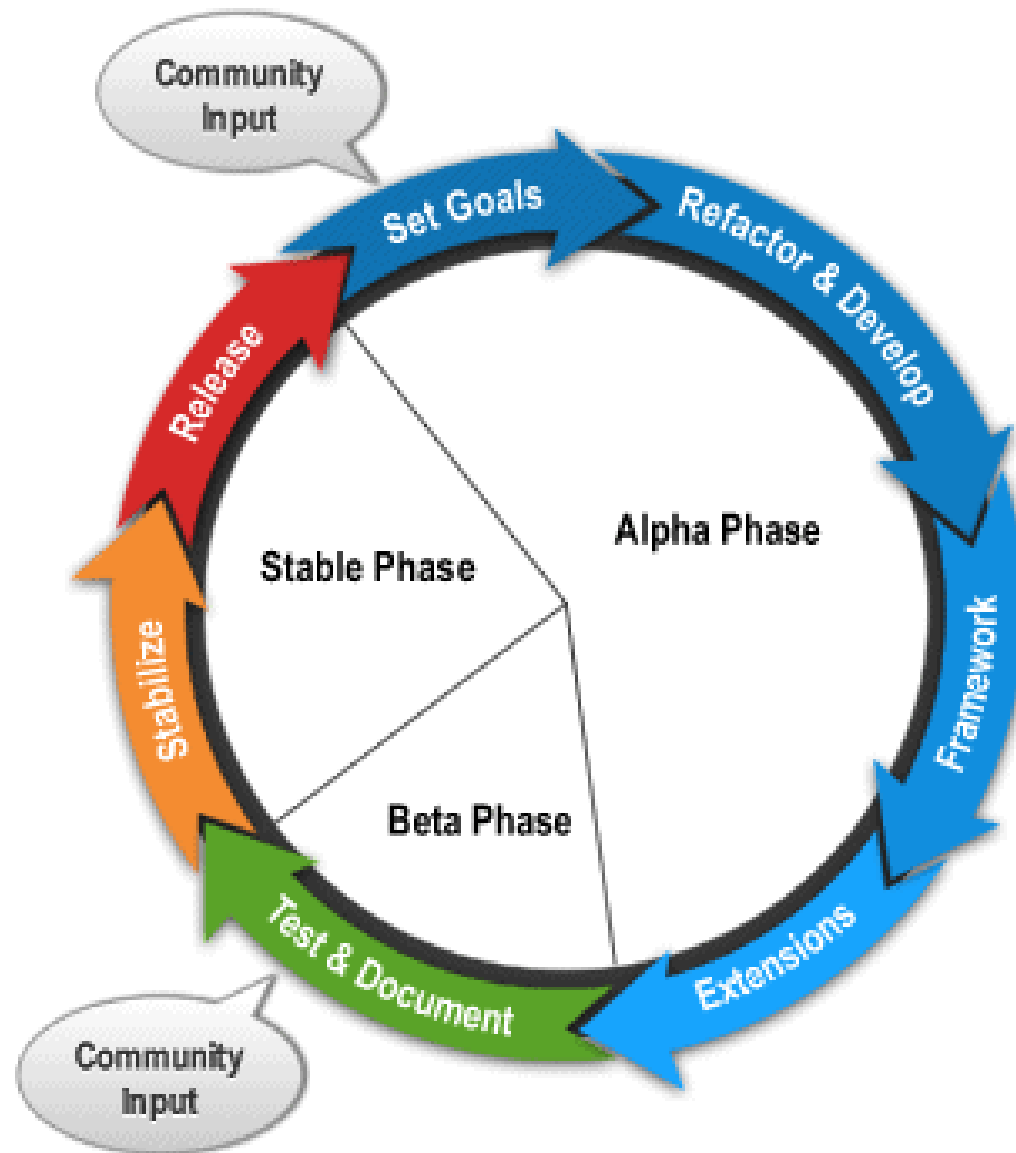 Community
Input
Set Goals
Refactor & Develop
Release
Alpha Phase
Stable Phase
Framework
Stabilize
Beta Phase
Extensions
Test & Document
Community
Input